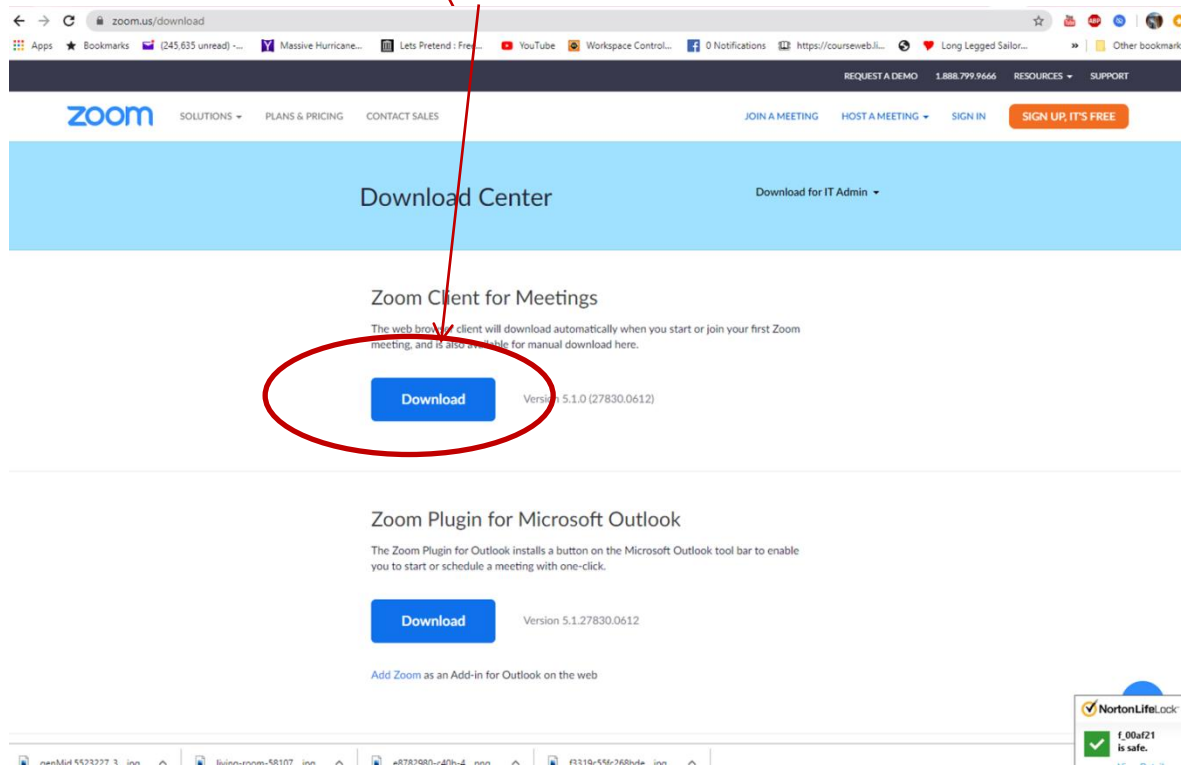 zoom.us/download
Apps Bookmarks (245,635 unread) -... Massive Hurricane... Lets Pretend : Free... YouTube Workspace Control... 0 Notifications https://courseweb.li... Long Legged Sailor... » Other bookmark
REQUEST A DEMO 1.888.799.9666 RESOURCES SUPPORT
zoom SOLUTIONS PLANS & PRICING CONTACT SALES JOIN A MEETING HOST A MEETING SIGN IN SIGN UP, IT'S FREE
Download Center Download for IT Admin
Zoom Client for Meetings
The web browser client will download automatically when you start or join your first Zoom
meeting, and is also available for manual download here.
Download Version 5.1.0 (27830.0612)
Zoom Plugin for Microsoft Outlook
The Zoom Plugin for Outlook installs a button on the Microsoft Outlook tool bar to enable
you to start or schedule a meeting with one-click.
Download Version 5.1.27830.0612
Add Zoom as an Add-in for Outlook on the web
NortonLifeLock
f_00af21
is safe.